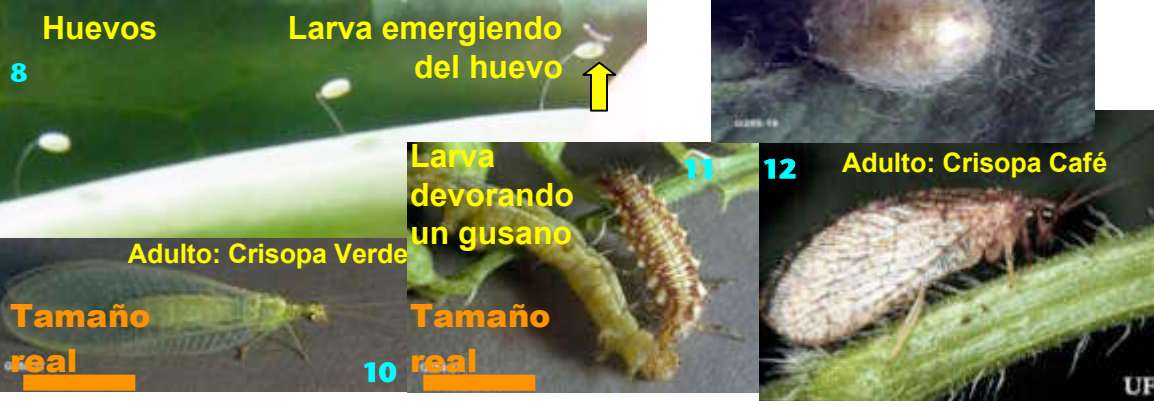 Huevos
Larva emergiendo
del huevo
8
Larva
devorando
un gusano
11
12
Adulto: Crisopa Café
Adulto: Crisopa Verde
Tamaño
real
10
Tamaño
real
UF